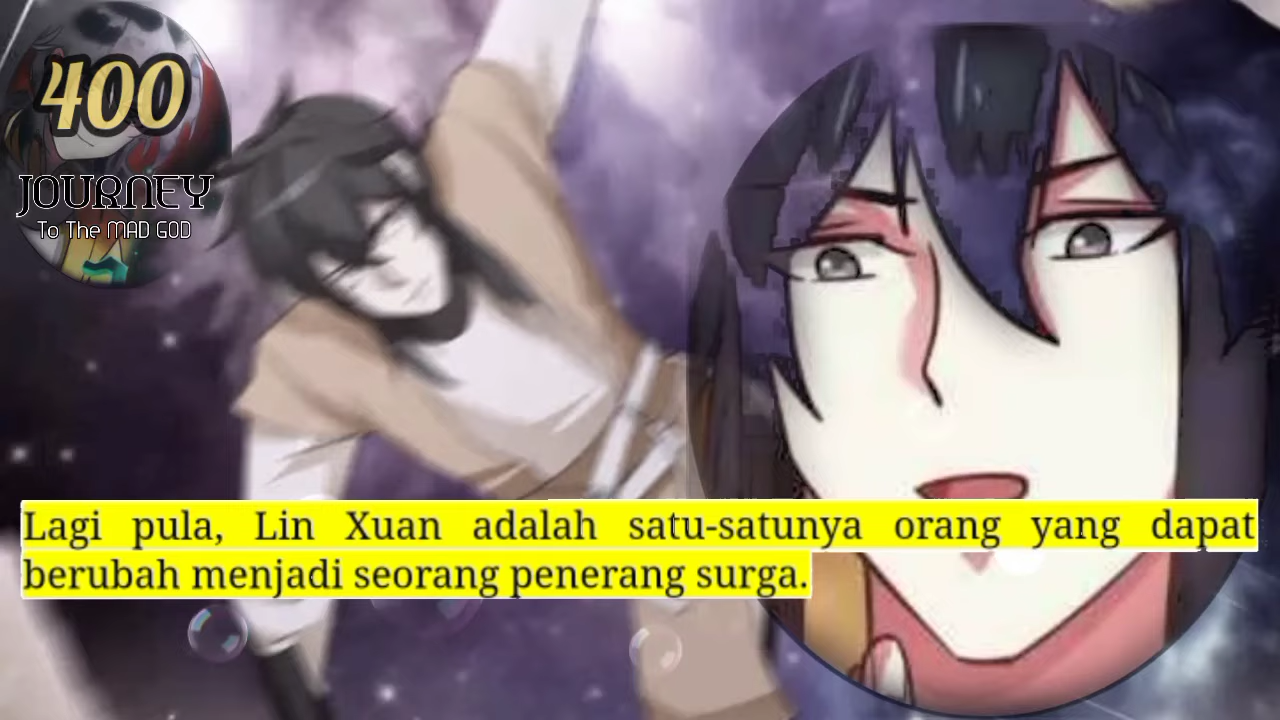 400
JOURNEY
To The MAD GOD
Lagi pula, Lin Xuan adalah satu-satunya orang yang dapat
berubah menjadi seorang penerang surga.